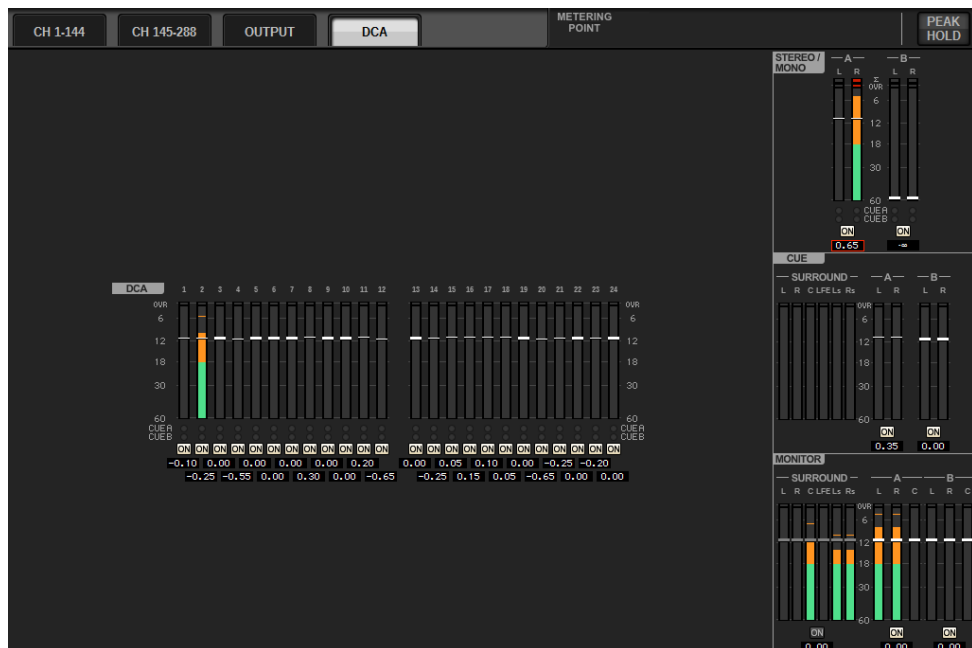 CH 1-144 CH 145-288 OUTPUT DCA METERING POINT PEAK HOLD
STEREO / MONO A B
L R L R
Σ
OVR
6
12
18
30
60
CUE A
CUE B
ON ON
0.65 -∞
CUE
SURROUND A B
L R C LFE Ls Rs L R L R
OVR
6
12
18
30
60
ON ON
0.35 0.00
DCA 1 2 3 4 5 6 7 8 9 10 11 12 13 14 15 16 17 18 19 20 21 22 23 24
OVR OVR
6 6
12 12
18 18
30 30
60 60
CUE A CUE A
CUE B CUE B
ON ON ON ON ON ON ON ON ON ON ON ON ON ON ON ON ON ON ON ON ON ON ON ON
-0.10 0.00 0.00 0.00 0.00 0.20 0.00 0.05 0.10 0.00 -0.25 -0.20
-0.25 -0.55 0.00 0.30 0.00 -0.65 -0.25 0.15 0.05 -0.65 0.00 0.00
MONITOR
SURROUND A B
L R C LFE Ls Rs L R C L R C
OVR
6
12
18
30
60
ON ON ON
0.00 0.00 0.00